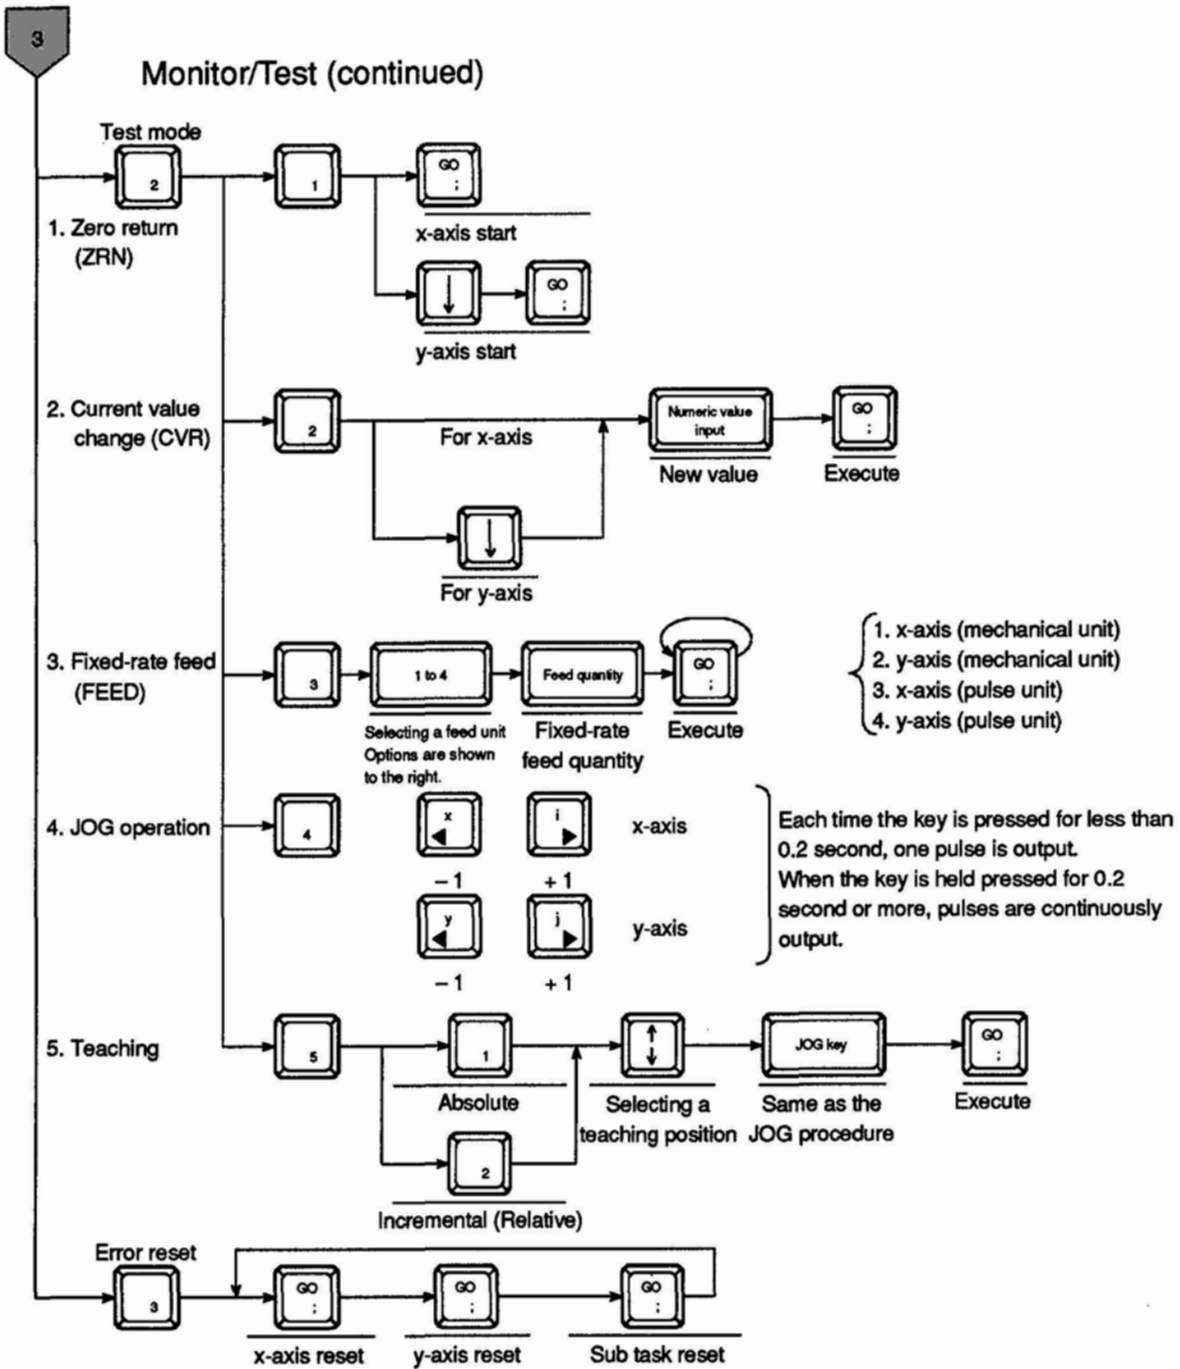 3
Monitor/Test (continued)
Test mode
2
1
GO
;
1. Zero return
(ZRN)
x-axis start
↓
GO
;
y-axis start
2. Current value
change (CVR)
2
For x-axis
Numeric value
input
GO
;
New value
Execute
↓
For y-axis
3. Fixed-rate feed
(FEED)
3
1 to 4
Feed quantity
GO
;
Selecting a feed unit
Options are shown
to the right.
Fixed-rate
feed quantity
Execute
1. x-axis (mechanical unit)
2. y-axis (mechanical unit)
3. x-axis (pulse unit)
4. y-axis (pulse unit)
4. JOG operation
4
x
◀
i
▶
x-axis
– 1
+ 1
y
◀
j
▶
y-axis
– 1
+ 1
Each time the key is pressed for less than
0.2 second, one pulse is output.
When the key is held pressed for 0.2
second or more, pulses are continuously
output.
5. Teaching
5
1
↑
↓
JOG key
GO
;
Absolute
Selecting a
teaching position
Same as the
JOG procedure
Execute
2
Incremental (Relative)
Error reset
3
GO
;
GO
;
GO
;
x-axis reset
y-axis reset
Sub task reset